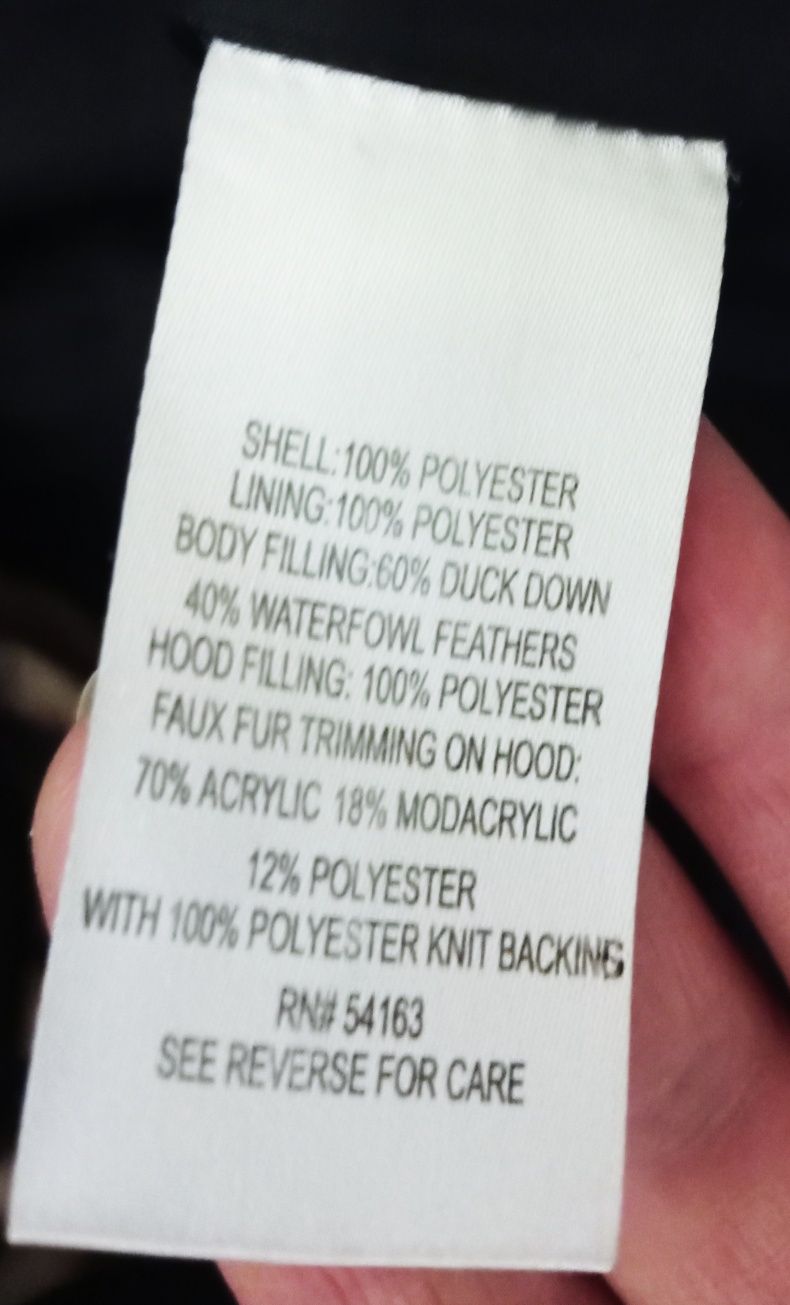 SHELL:100% POLYESTER
LINING:100% POLYESTER
BODY FILLING:60% DUCK DOWN
40% WATERFOWL FEATHERS
HOOD FILLING: 100% POLYESTER
FAUX FUR TRIMMING ON HOOD:
70% ACRYLIC 18% MODACRYLIC
12% POLYESTER
WITH 100% POLYESTER KNIT BACKING
RN# 54163
SEE REVERSE FOR CARE